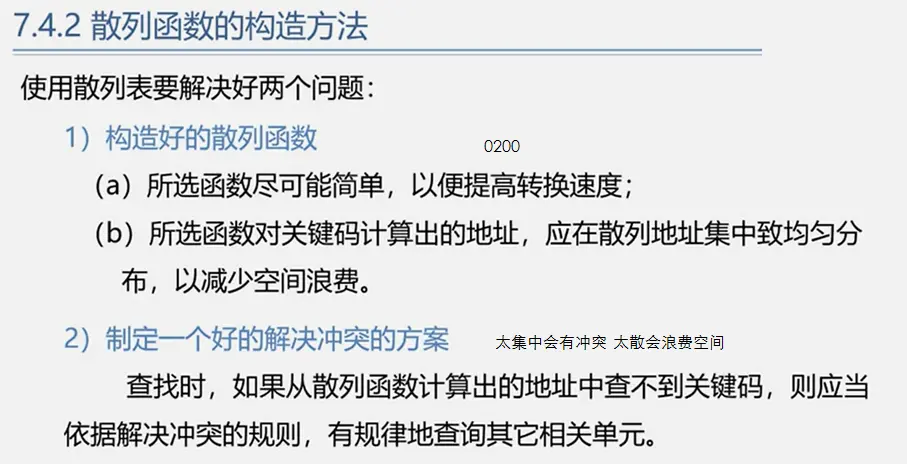 7.4.2 散列函数的构造方法
使用散列表要解决好两个问题：
1）构造好的散列函数
0200
（a）所选函数尽可能简单，以便提高转换速度；
（b）所选函数对关键码计算出的地址，应在散列地址集中致均匀分
布，以减少空间浪费。
2）制定一个好的解决冲突的方案
太集中会有冲突 太散会浪费空间
查找时，如果从散列函数计算出的地址中查不到关键码，则应当
依据解决冲突的规则，有规律地查询其它相关单元。